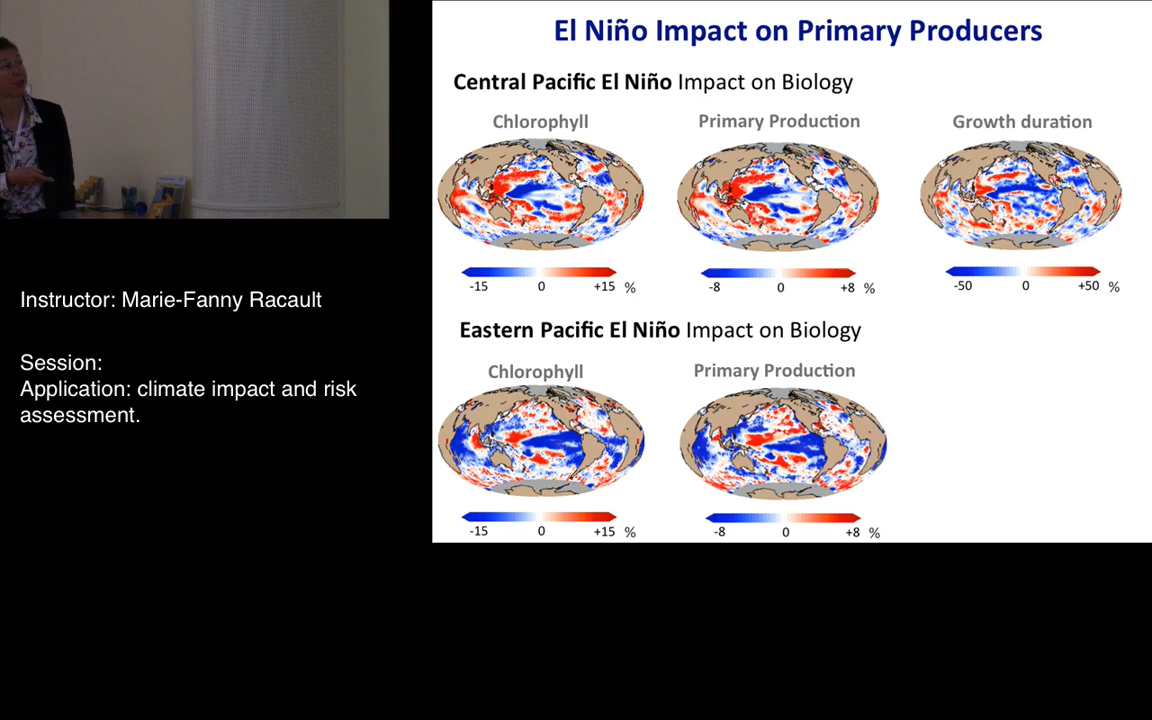 El Niño Impact on Primary Producers
Central Pacific El Niño Impact on Biology
Chlorophyll
Primary Production
Growth duration
-15 0 +15 %
-8 0 +8 %
-50 0 +50 %
Instructor: Marie-Fanny Racault
Session:
Application: climate impact and risk
assessment.
Eastern Pacific El Niño Impact on Biology
Chlorophyll
Primary Production
-15 0 +15 %
-8 0 +8 %